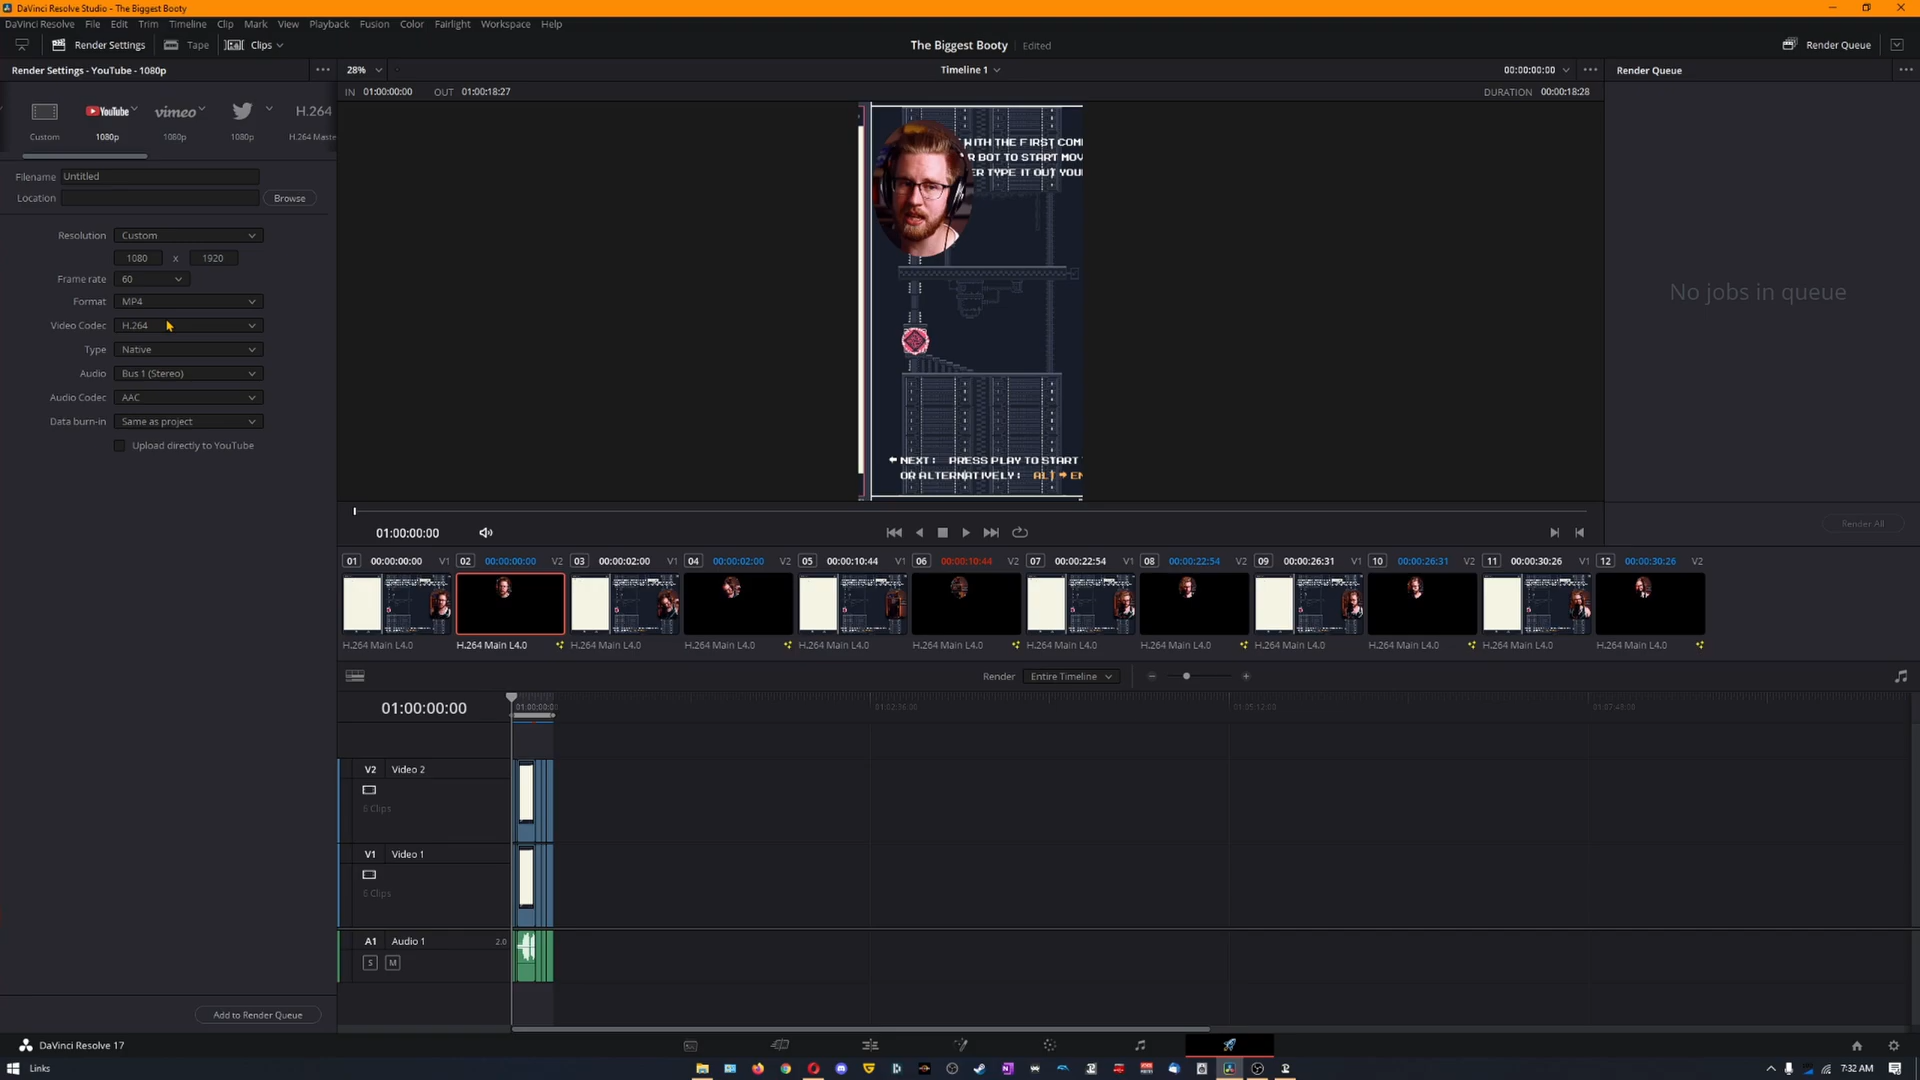 DaVinci Resolve Studio - The Biggest Booty
DaVinci Resolve File Edit Trim Timeline Clip Mark View Playback Fusion Color Fairlight Workspace Help
Render Settings Tape Clips
The Biggest Booty Edited
Render Queue
Render Settings - YouTube - 1080p
28%
Timeline 1
00:00:00:00
Render Queue
IN 01:00:00:00 OUT 01:00:18:27
DURATION 00:00:18:28
YouTube vimeo H.264
Custom 1080p 1080p 1080p H.264 Maste
Filename Untitled
Location Browse
Resolution Custom
1080 x 1920
Frame rate 60
Format MP4
Video Codec H.264
Type Native
Audio Bus 1 (Stereo)
Audio Codec AAC
Data burn-in Same as project
Upload directly to YouTube
WITH THE FIRST COM
R BOT TO START MOV
ER TYPE IT OUT YOU
NEXT: PRESS PLAY TO START
OR ALTERNATIVELY: ALT EN
No jobs in queue
Render All
01:00:00:00
01 00:00:00:00 V1 02 00:00:00:00 V2 03 00:00:02:00 V1 04 00:00:02:00 V2 05 00:00:10:44 V1 06 00:00:10:44 V2 07 00:00:22:54 V1 08 00:00:22:54 V2 09 00:00:26:31 V1 10 00:00:26:31 V2 11 00:00:30:26 V1 12 00:00:30:26 V2
H.264 Main L4.0 H.264 Main L4.0 H.264 Main L4.0 H.264 Main L4.0 H.264 Main L4.0 H.264 Main L4.0 H.264 Main L4.0 H.264 Main L4.0 H.264 Main L4.0 H.264 Main L4.0 H.264 Main L4.0 H.264 Main L4.0
Render Entire Timeline
01:00:00:00
01:00:00:00 01:02:36:00 01:05:12:00 01:07:48:00
V2 Video 2
6 Clips
V1 Video 1
6 Clips
A1 Audio 1 2.0
S M
Add to Render Queue
DaVinci Resolve 17
Links
7:32 AM